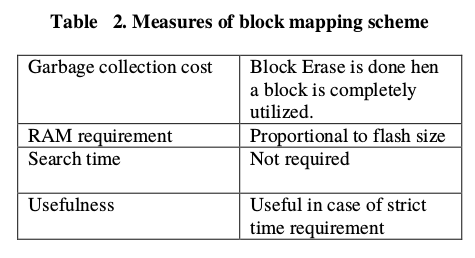 Table 2. Measures of block mapping scheme
Garbage collection cost
Block Erase is done hen
a block is completely
utilized.
RAM requirement
Proportional to flash size
Search time
Not required
Usefulness
Useful in case of strict
time requirement